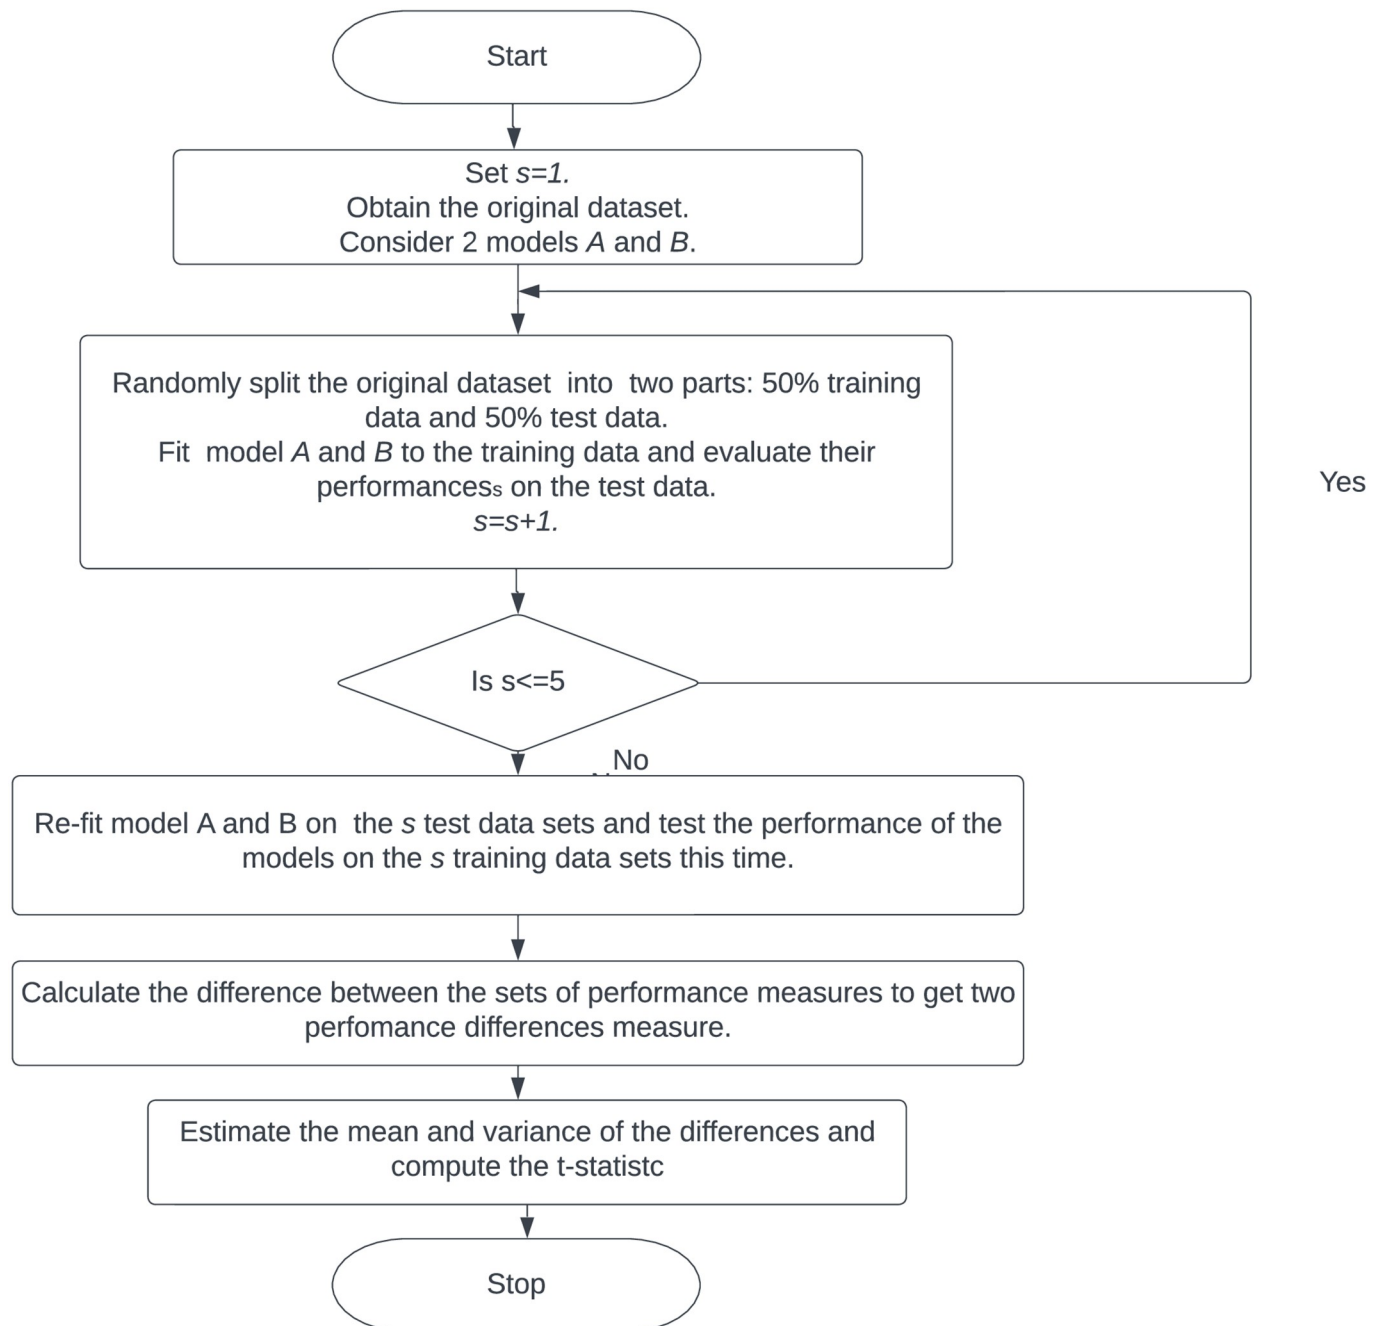 Start
Set s=1.
Obtain the original dataset.
Consider 2 models A and B.
Randomly split the original dataset  into  two parts: 50% training
data and 50% test data.
Fit  model A and B to the training data and evaluate their
performancess on the test data.
s=s+1.
Yes
Is s<=5
No
Re-fit model A and B on  the s test data sets and test the performance of the
models on the s training data sets this time.
Calculate the difference between the sets of performance measures to get two
perfomance differences measure.
Estimate the mean and variance of the differences and
compute the t-statistc
Stop